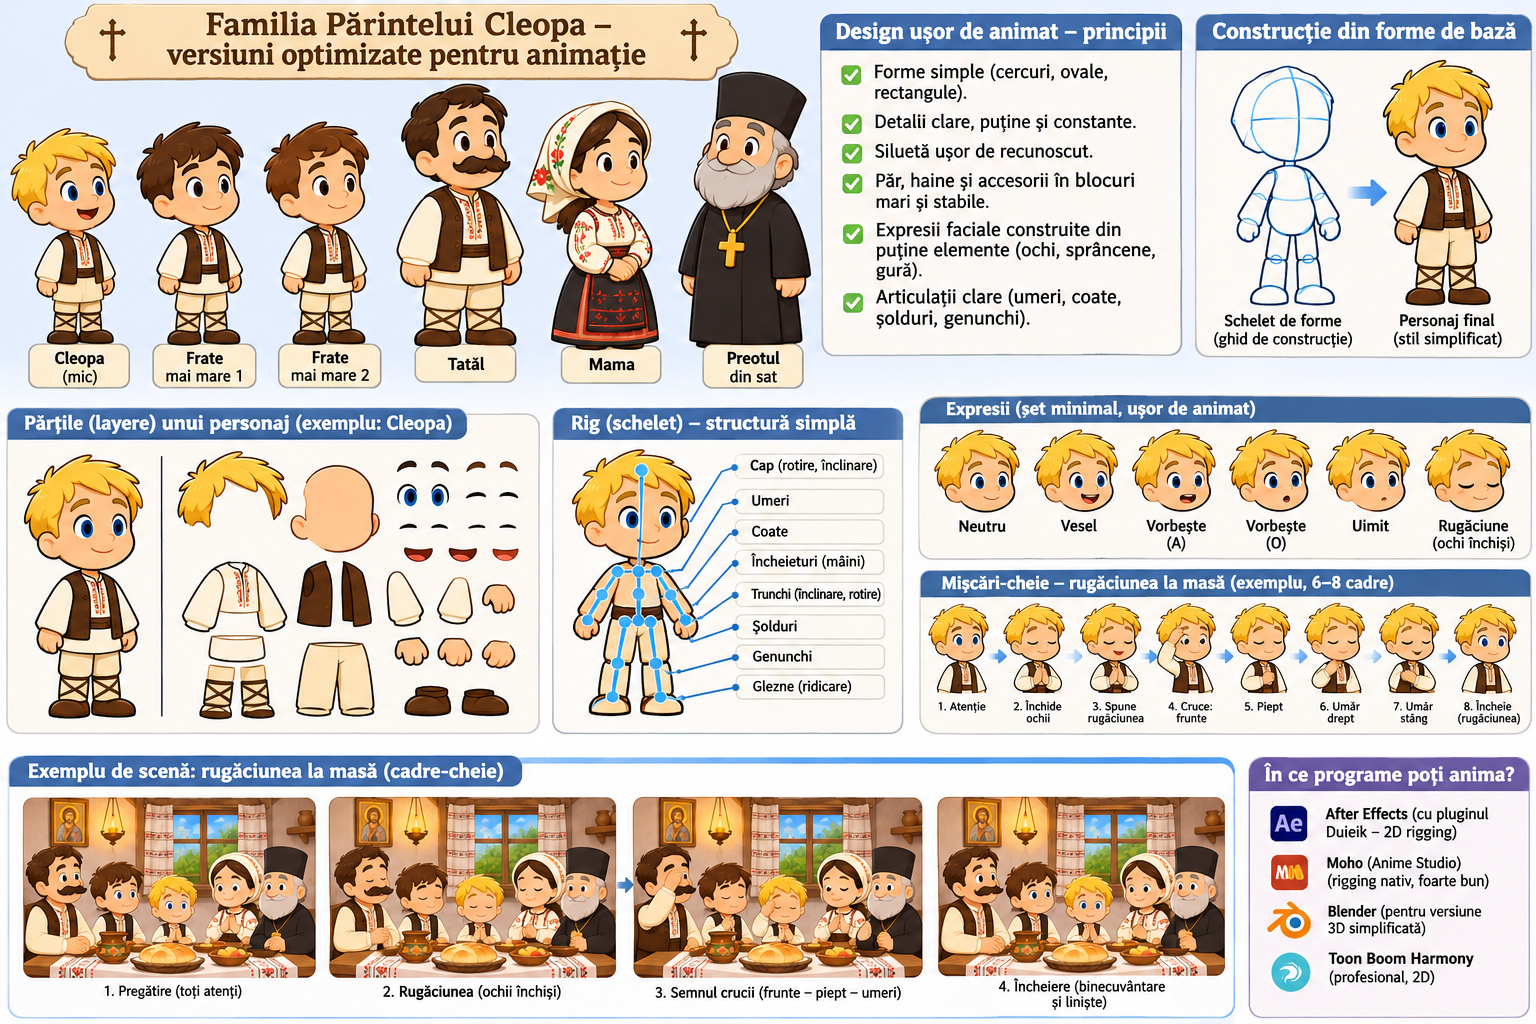 Familia Părintelui Cleopa –
versiuni optimizate pentru animație
Cleopa
(mic)
Frate
mai mare 1
Frate
mai mare 2
Tatăl
Mama
Preotul
din sat
Design ușor de animat – principii
Forme simple (cercuri, ovale,
rectangule).
Detalii clare, puține și constante.
Siluetă ușor de recunoscut.
Păr, haine și accesorii în blocuri
mari și stabile.
Expresii faciale construite din
puține elemente (ochi, sprâncene,
gură).
Articulații clare (umeri, coate,
șolduri, genunchi).
Construcție din forme de bază
Schelet de forme
(ghid de construcție)
Personaj final
(stil simplificat)
Părțile (layere) unui personaj (exemplu: Cleopa)
Rig (schelet) – structură simplă
Cap (rotire, înclinare)
Umeri
Coate
Încheieturi (mâini)
Trunchi (înclinare, rotire)
Șolduri
Genunchi
Glezne (ridicare)
Expresii (șet minimal, ușor de animat)
Neutru
Vesel
Vorbește
(A)
Vorbește
(O)
Uimit
Rugăciune
(ochi închiși)
Mișcări-cheie – rugăciunea la masă (exemplu, 6–8 cadre)
1. Atenție
2. Închide
ochii
3. Spune
rugăciunea
4. Cruce:
frunte
5. Piept
6. Umăr
drept
7. Umăr
stâng
8. Încheie
(rugăciunea)
Exemplu de scenă: rugăciunea la masă (cadre-cheie)
1. Pregătire (toți atenți)
2. Rugăciunea (ochii închiși)
3. Semnul crucii (frunte – piept – umeri)
4. Încheiere (binecuvântare
și liniște)
În ce programe poți anima?
Ae
After Effects (cu pluginul
Duieik – 2D rigging)
Moho (Anime Studio)
(rigging nativ, foarte bun)
Blender (pentru versiune
3D simplificată)
Toon Boom Harmony
(profesional, 2D)